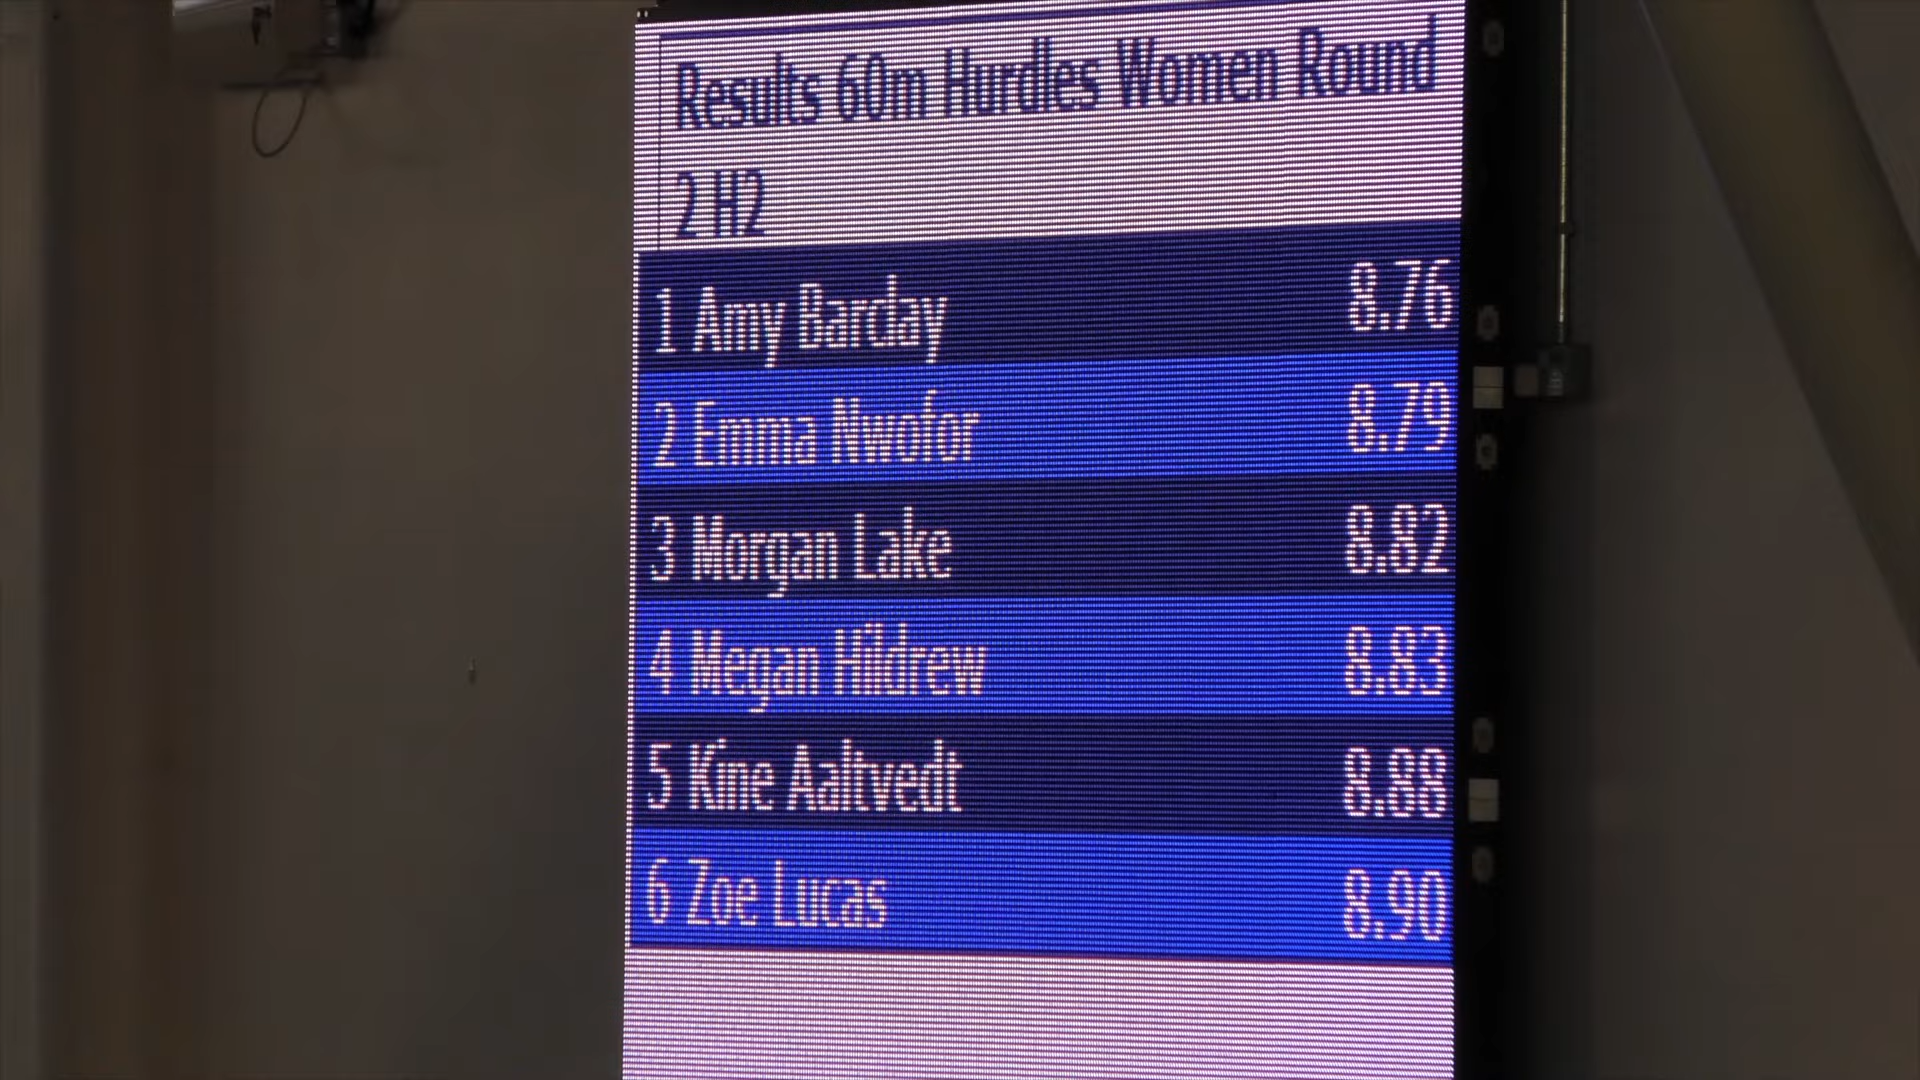 Results 60m Hurdles Women Round
2 H2
1 Amy Barclay 8.76
2 Emma Nwofor 8.79
3 Morgan Lake 8.82
4 Megan Hildrew 8.83
5 Kine Aaltvedt 8.88
6 Zoe Lucas 8.90